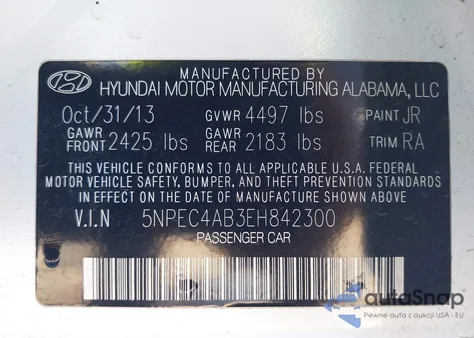 MANUFACTURED BY
HYUNDAI MOTOR MANUFACTURING ALABAMA, LLC
Oct/31/13 GVWR 4497 lbs PAINT JR
GAWR FRONT 2425 lbs GAWR REAR 2183 lbs TRIM RA
THIS VEHICLE CONFORMS TO ALL APPLICABLE U.S.A. FEDERAL
MOTOR VEHICLE SAFETY, BUMPER, AND THEFT PREVENTION STANDARDS
IN EFFECT ON THE DATE OF MANUFACTURE SHOWN ABOVE
V.I.N 5NPEC4AB3EH842300
PASSENGER CAR
autoSnap
Pewne auta z aukcji USA i EU